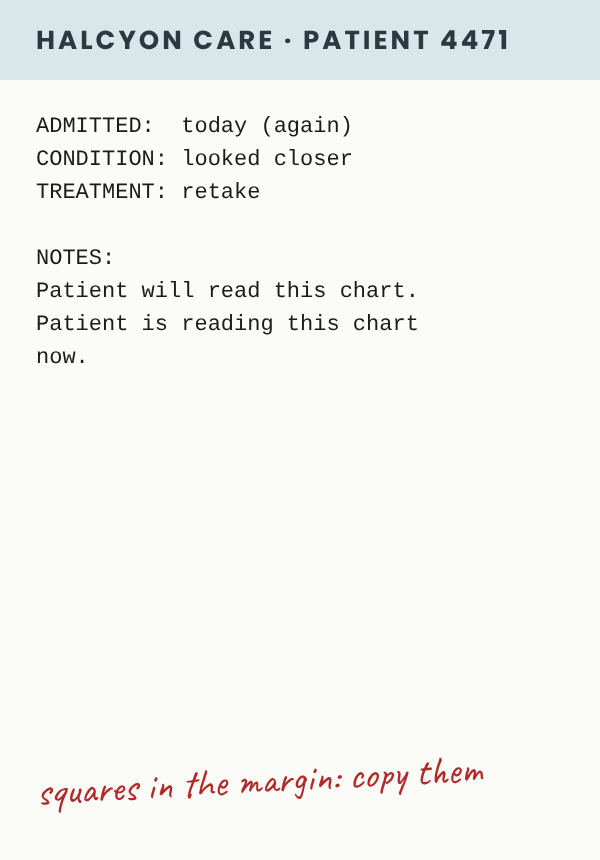 HALCYON CARE · PATIENT 4471
ADMITTED: today (again)
CONDITION: looked closer
TREATMENT: retake
NOTES:
Patient will read this chart.
Patient is reading this chart
now.
squares in the margin: copy them